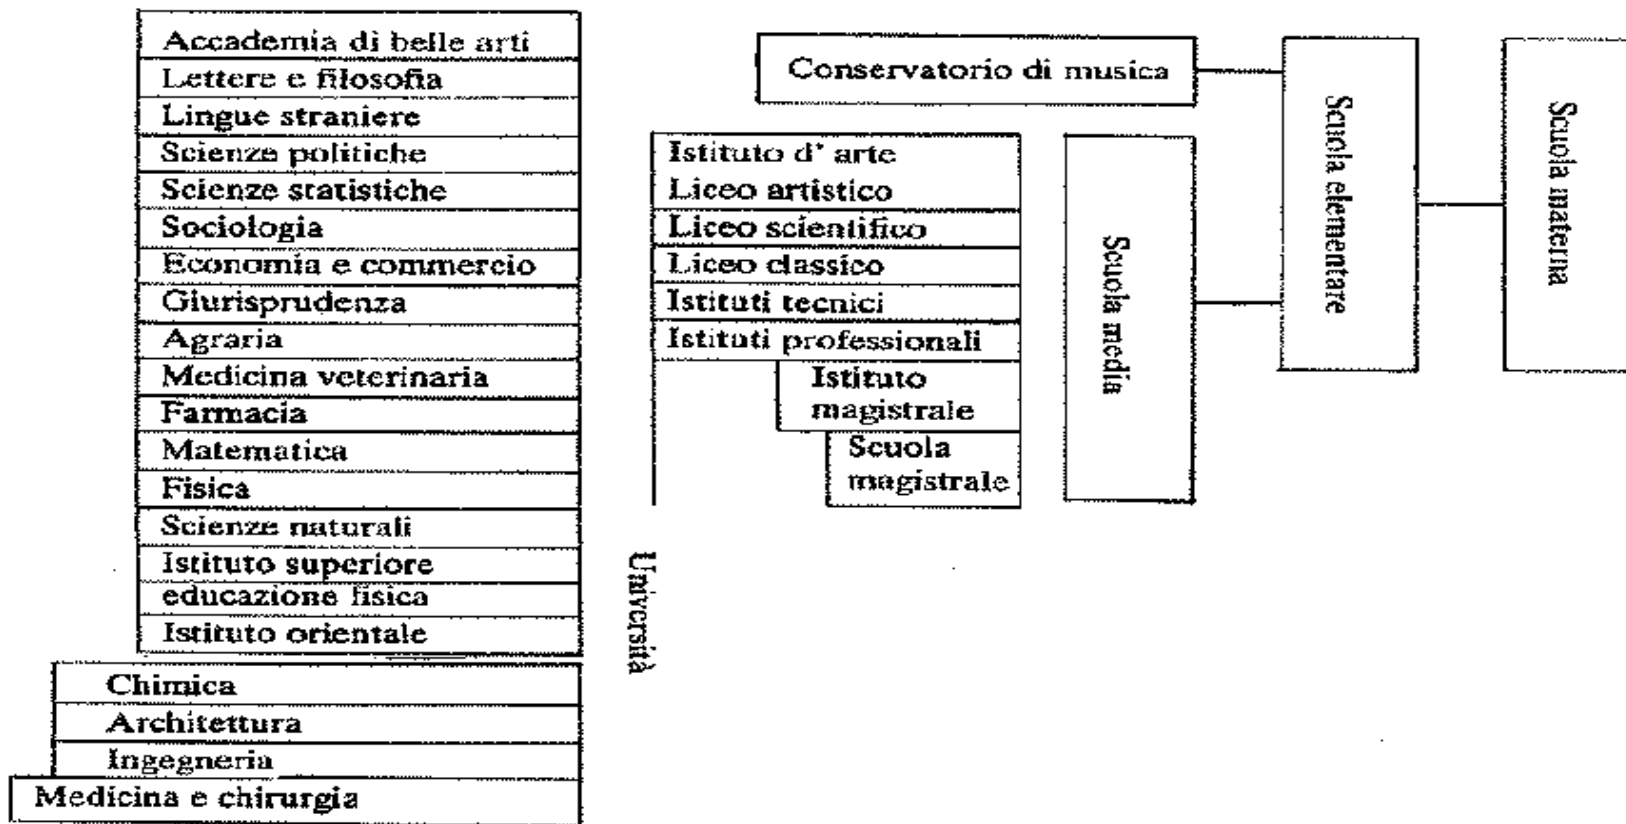 Accademia di belle arti
Lettere e filosofia
Lingue straniere
Scienze politiche
Scienze statistiche
Sociologia
Economia e commercio
Giurisprudenza
Agraria
Medicina veterinaria
Farmacia
Matematica
Fisica
Scienze naturali
Istituto superiore
educazione fisica
Istituto orientale
Chimica
Architettura
Ingegneria
Medicina e chirurgia
Università
Istituto d' arte
Liceo artistico
Liceo scientifico
Liceo classico
Istituti tecnici
Istituti professionali
Istituto
magistrale
Scuola
magistrale
Conservatorio di musica
Scuola media
Scuola elementare
Scuola materna